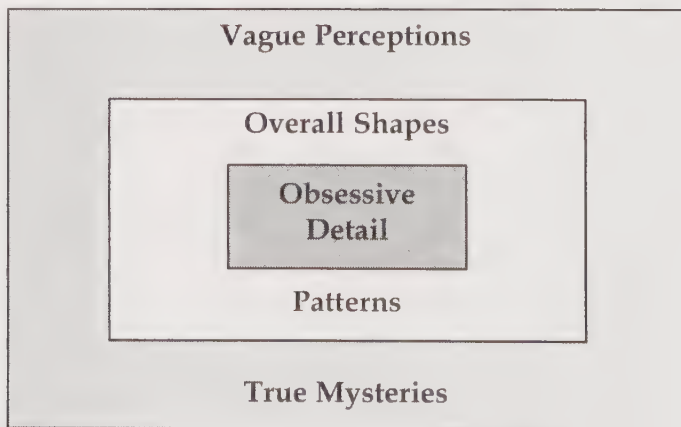 Vague Perceptions
Overall Shapes
Obsessive
Detail
Patterns
True Mysteries